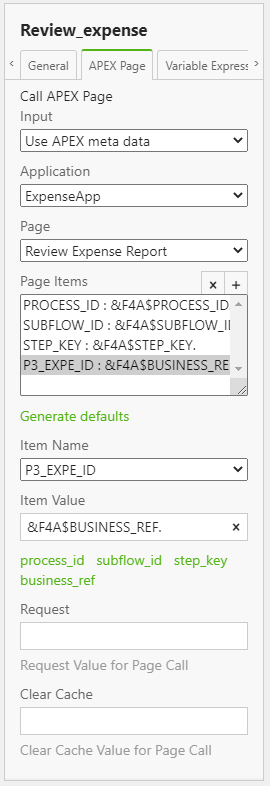 Review_expense
General APEX Page Variable Express
Call APEX Page
Input
Use APEX meta data
Application
ExpenseApp
Page
Review Expense Report
Page Items
PROCESS_ID : &F4A$PROCESS_ID
SUBFLOW_ID : &F4A$SUBFLOW_ID
STEP_KEY : &F4A$STEP_KEY.
P3_EXPE_ID : &F4A$BUSINESS_RE
Generate defaults
Item Name
P3_EXPE_ID
Item Value
&F4A$BUSINESS_REF.
process_id subflow_id step_key
business_ref
Request
Request Value for Page Call
Clear Cache
Clear Cache Value for Page Call